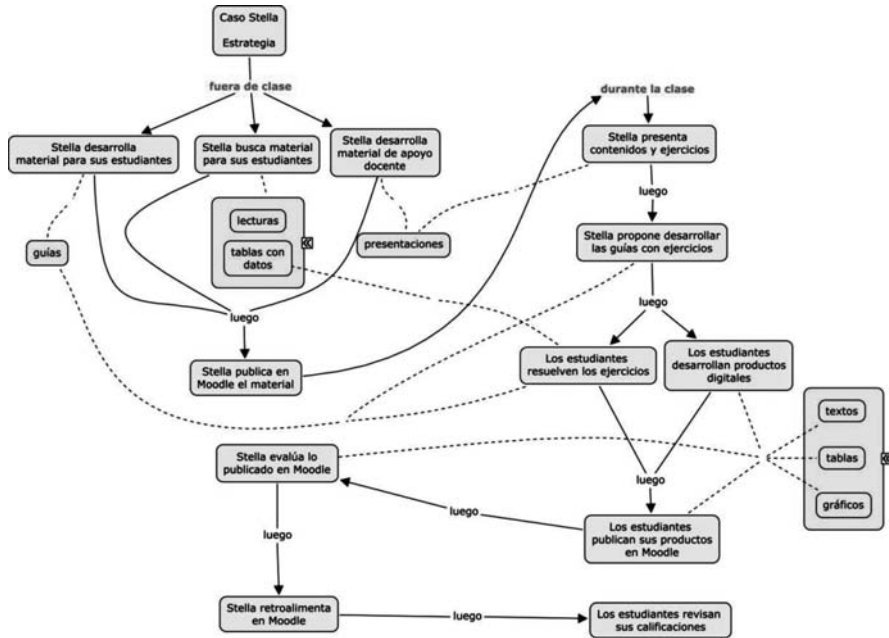 Caso Stella
Estrategia
fuera de clase
Stella desarrolla
material para sus estudiantes
Stella busca material
para sus estudiantes
Stella desarrolla
material de apoyo
docente
guías
lecturas
tablas con
datos
presentaciones
luego
Stella publica en
Moodle el material
durante la clase
Stella presenta
contenidos y ejercicios
luego
Stella propone desarrollar
las guías con ejercicios
luego
Los estudiantes
resuelven los ejercicios
Los estudiantes
desarrollan productos
digitales
textos
tablas
gráficos
luego
Los estudiantes
publican sus productos
en Moodle
luego
Stella evalúa lo
publicado en Moodle
luego
Stella retroalimenta
en Moodle
luego
Los estudiantes revisan
sus calificaciones